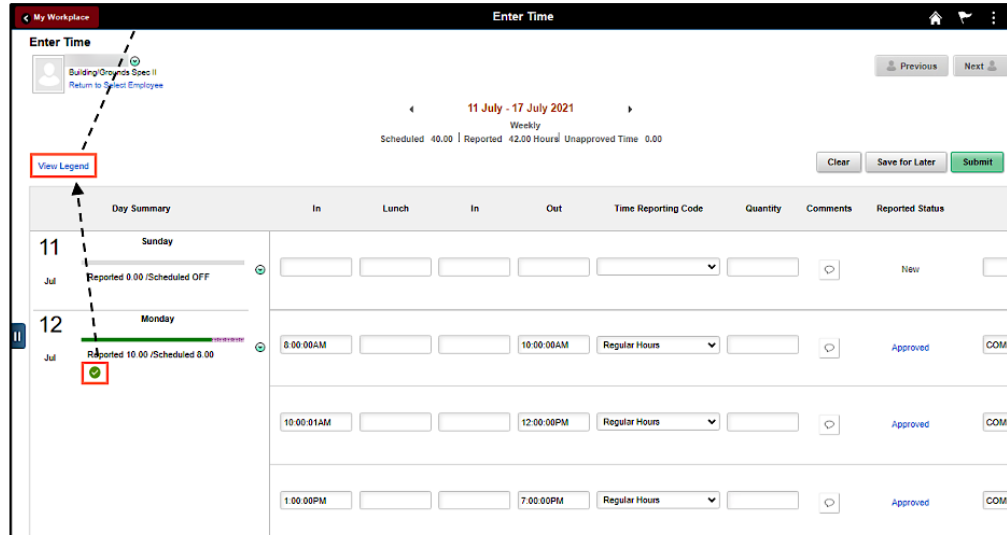 My Workplace
Enter Time
Enter Time
Building/Grounds Spec II
Return to Select Employee
Previous
Next
11 July - 17 July 2021
Weekly
Scheduled 40.00 | Reported 42.00 Hours| Unapproved Time 0.00
View Legend
Clear
Save for Later
Submit
Day Summary
In
Lunch
In
Out
Time Reporting Code
Quantity
Comments
Reported Status
11
Sunday
Jul
Reported 0.00 /Scheduled OFF
New
12
Monday
Jul
Reported 10.00 /Scheduled 8.00
8:00:00AM
10:00:00AM
Regular Hours
Approved
COM
10:00:01AM
12:00:00PM
Regular Hours
Approved
COM
1:00:00PM
7:00:00PM
Regular Hours
Approved
COM